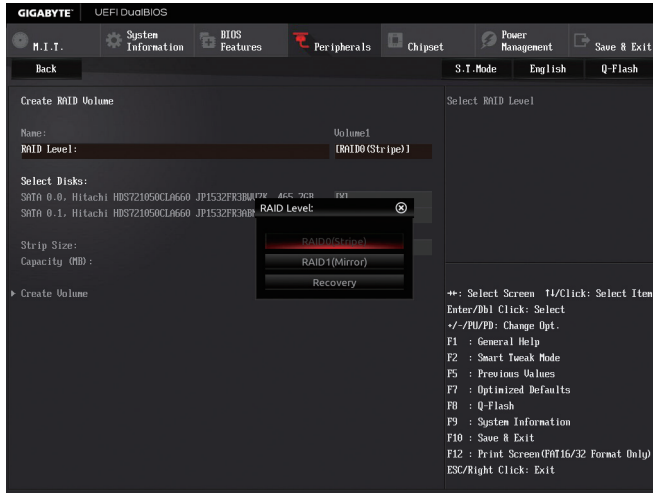 GIGABYTE™ UEFI DualBIOS
M.I.T. System Information BIOS Features Peripherals Chipset Power Management Save & Exit
Back S.T.Mode English Q-Flash
Create RAID Volume
Select RAID Level
Name: Volume1
RAID Level: [RAID0(Stripe)]
Select Disks:
SATA 0.0, Hitachi HDS721050CLA660 465.7GB [X]
SATA 0.1, Hitachi HDS721050CLA660
RAID Level:
RAID0(Stripe)
RAID1(Mirror)
Recovery
Strip Size:
Capacity (MB):
Create Volume
→←: Select Screen ↑↓/Click: Select Item
Enter/Dbl Click: Select
+/-/PU/PD: Change Opt.
F1 : General Help
F2 : Smart Tweak Mode
F5 : Previous Values
F7 : Optimized Defaults
F8 : Q-Flash
F9 : System Information
F10 : Save & Exit
F12 : Print Screen(FAT16/32 Format Only)
ESC/Right Click: Exit